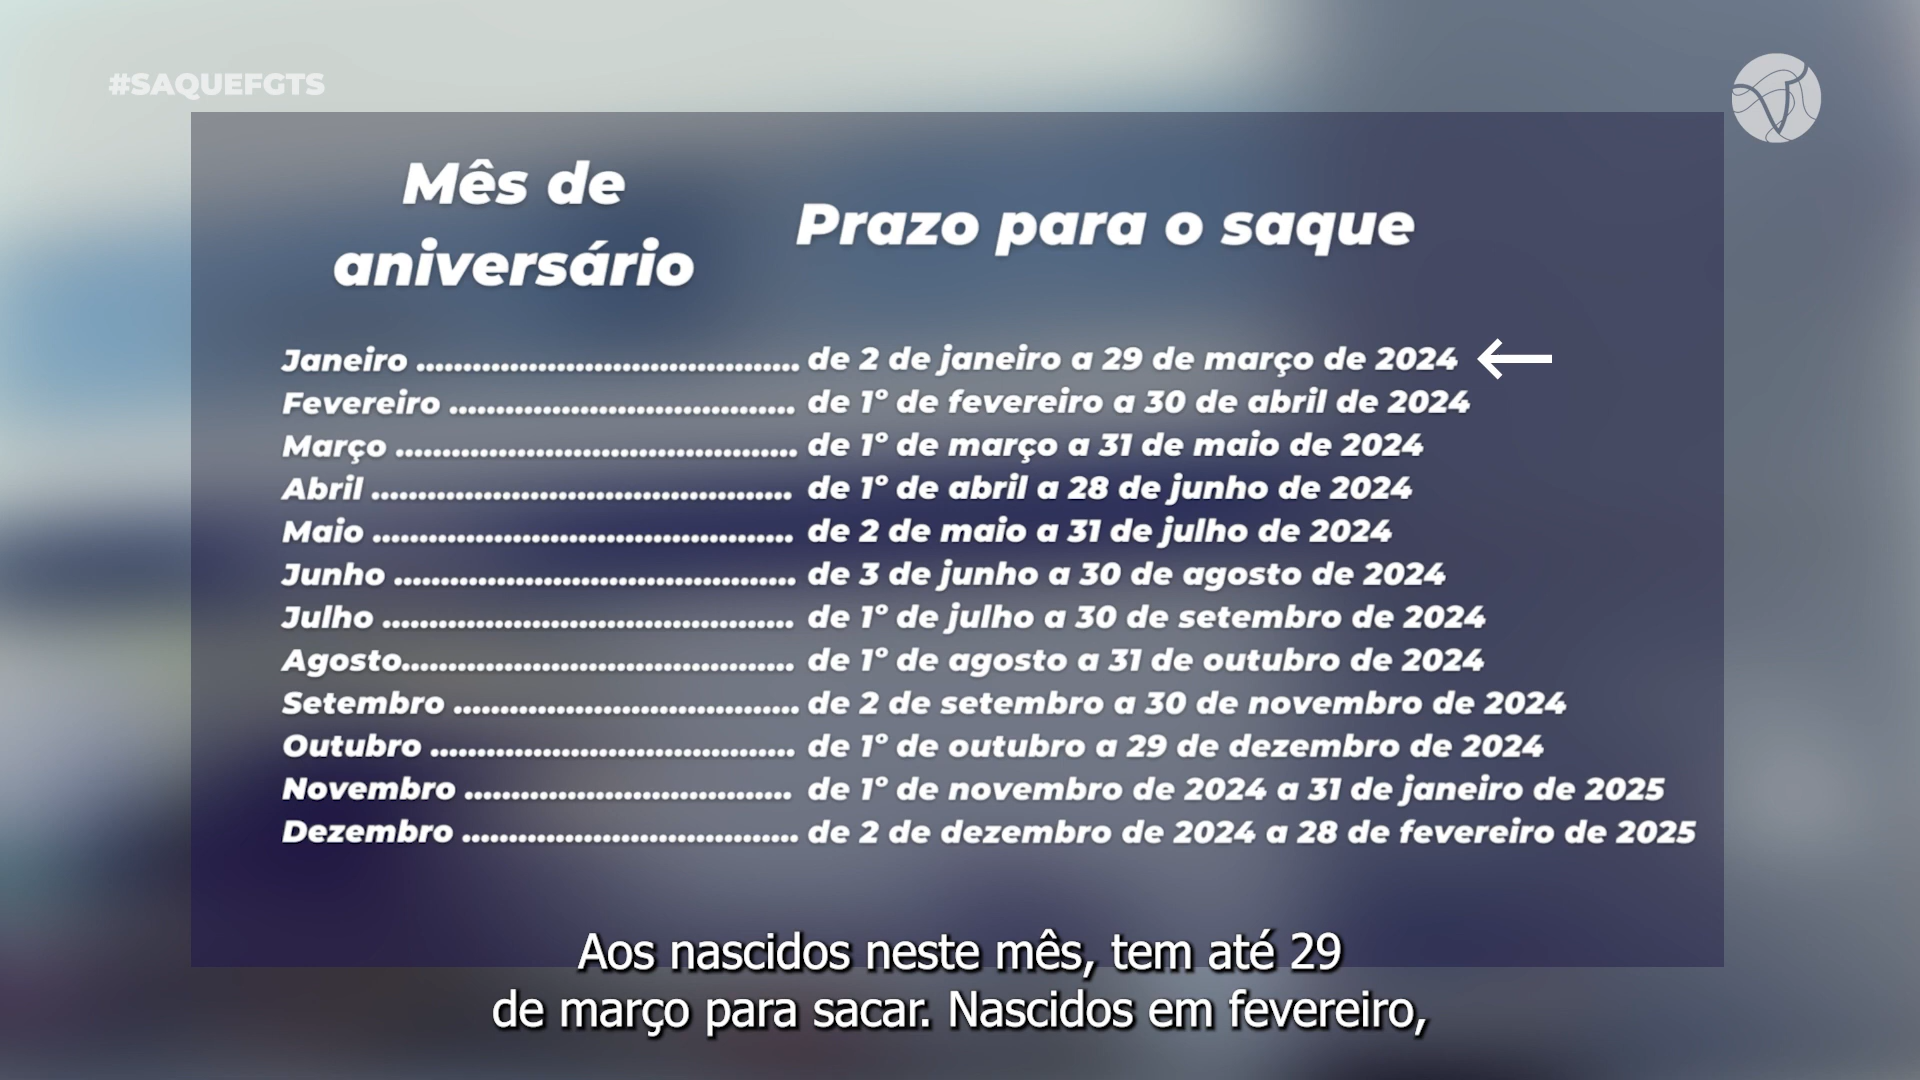 #SAQUEFGTS
Mês de
aniversário
Prazo para o saque
Janeiro ......................................... de 2 de janeiro a 29 de março de 2024
Fevereiro ..................................... de 1º de fevereiro a 30 de abril de 2024
Março ........................................... de 1º de março a 31 de maio de 2024
Abril ............................................. de 1º de abril a 28 de junho de 2024
Maio ............................................. de 2 de maio a 31 de julho de 2024
Junho ........................................... de 3 de junho a 30 de agosto de 2024
Julho ............................................ de 1º de julho a 30 de setembro de 2024
Agosto.......................................... de 1º de agosto a 31 de outubro de 2024
Setembro ..................................... de 2 de setembro a 30 de novembro de 2024
Outubro ....................................... de 1º de outubro a 29 de dezembro de 2024
Novembro ................................... de 1º de novembro de 2024 a 31 de janeiro de 2025
Dezembro .................................... de 2 de dezembro de 2024 a 28 de fevereiro de 2025
Aos nascidos neste mês, tem até 29
de março para sacar. Nascidos em fevereiro,